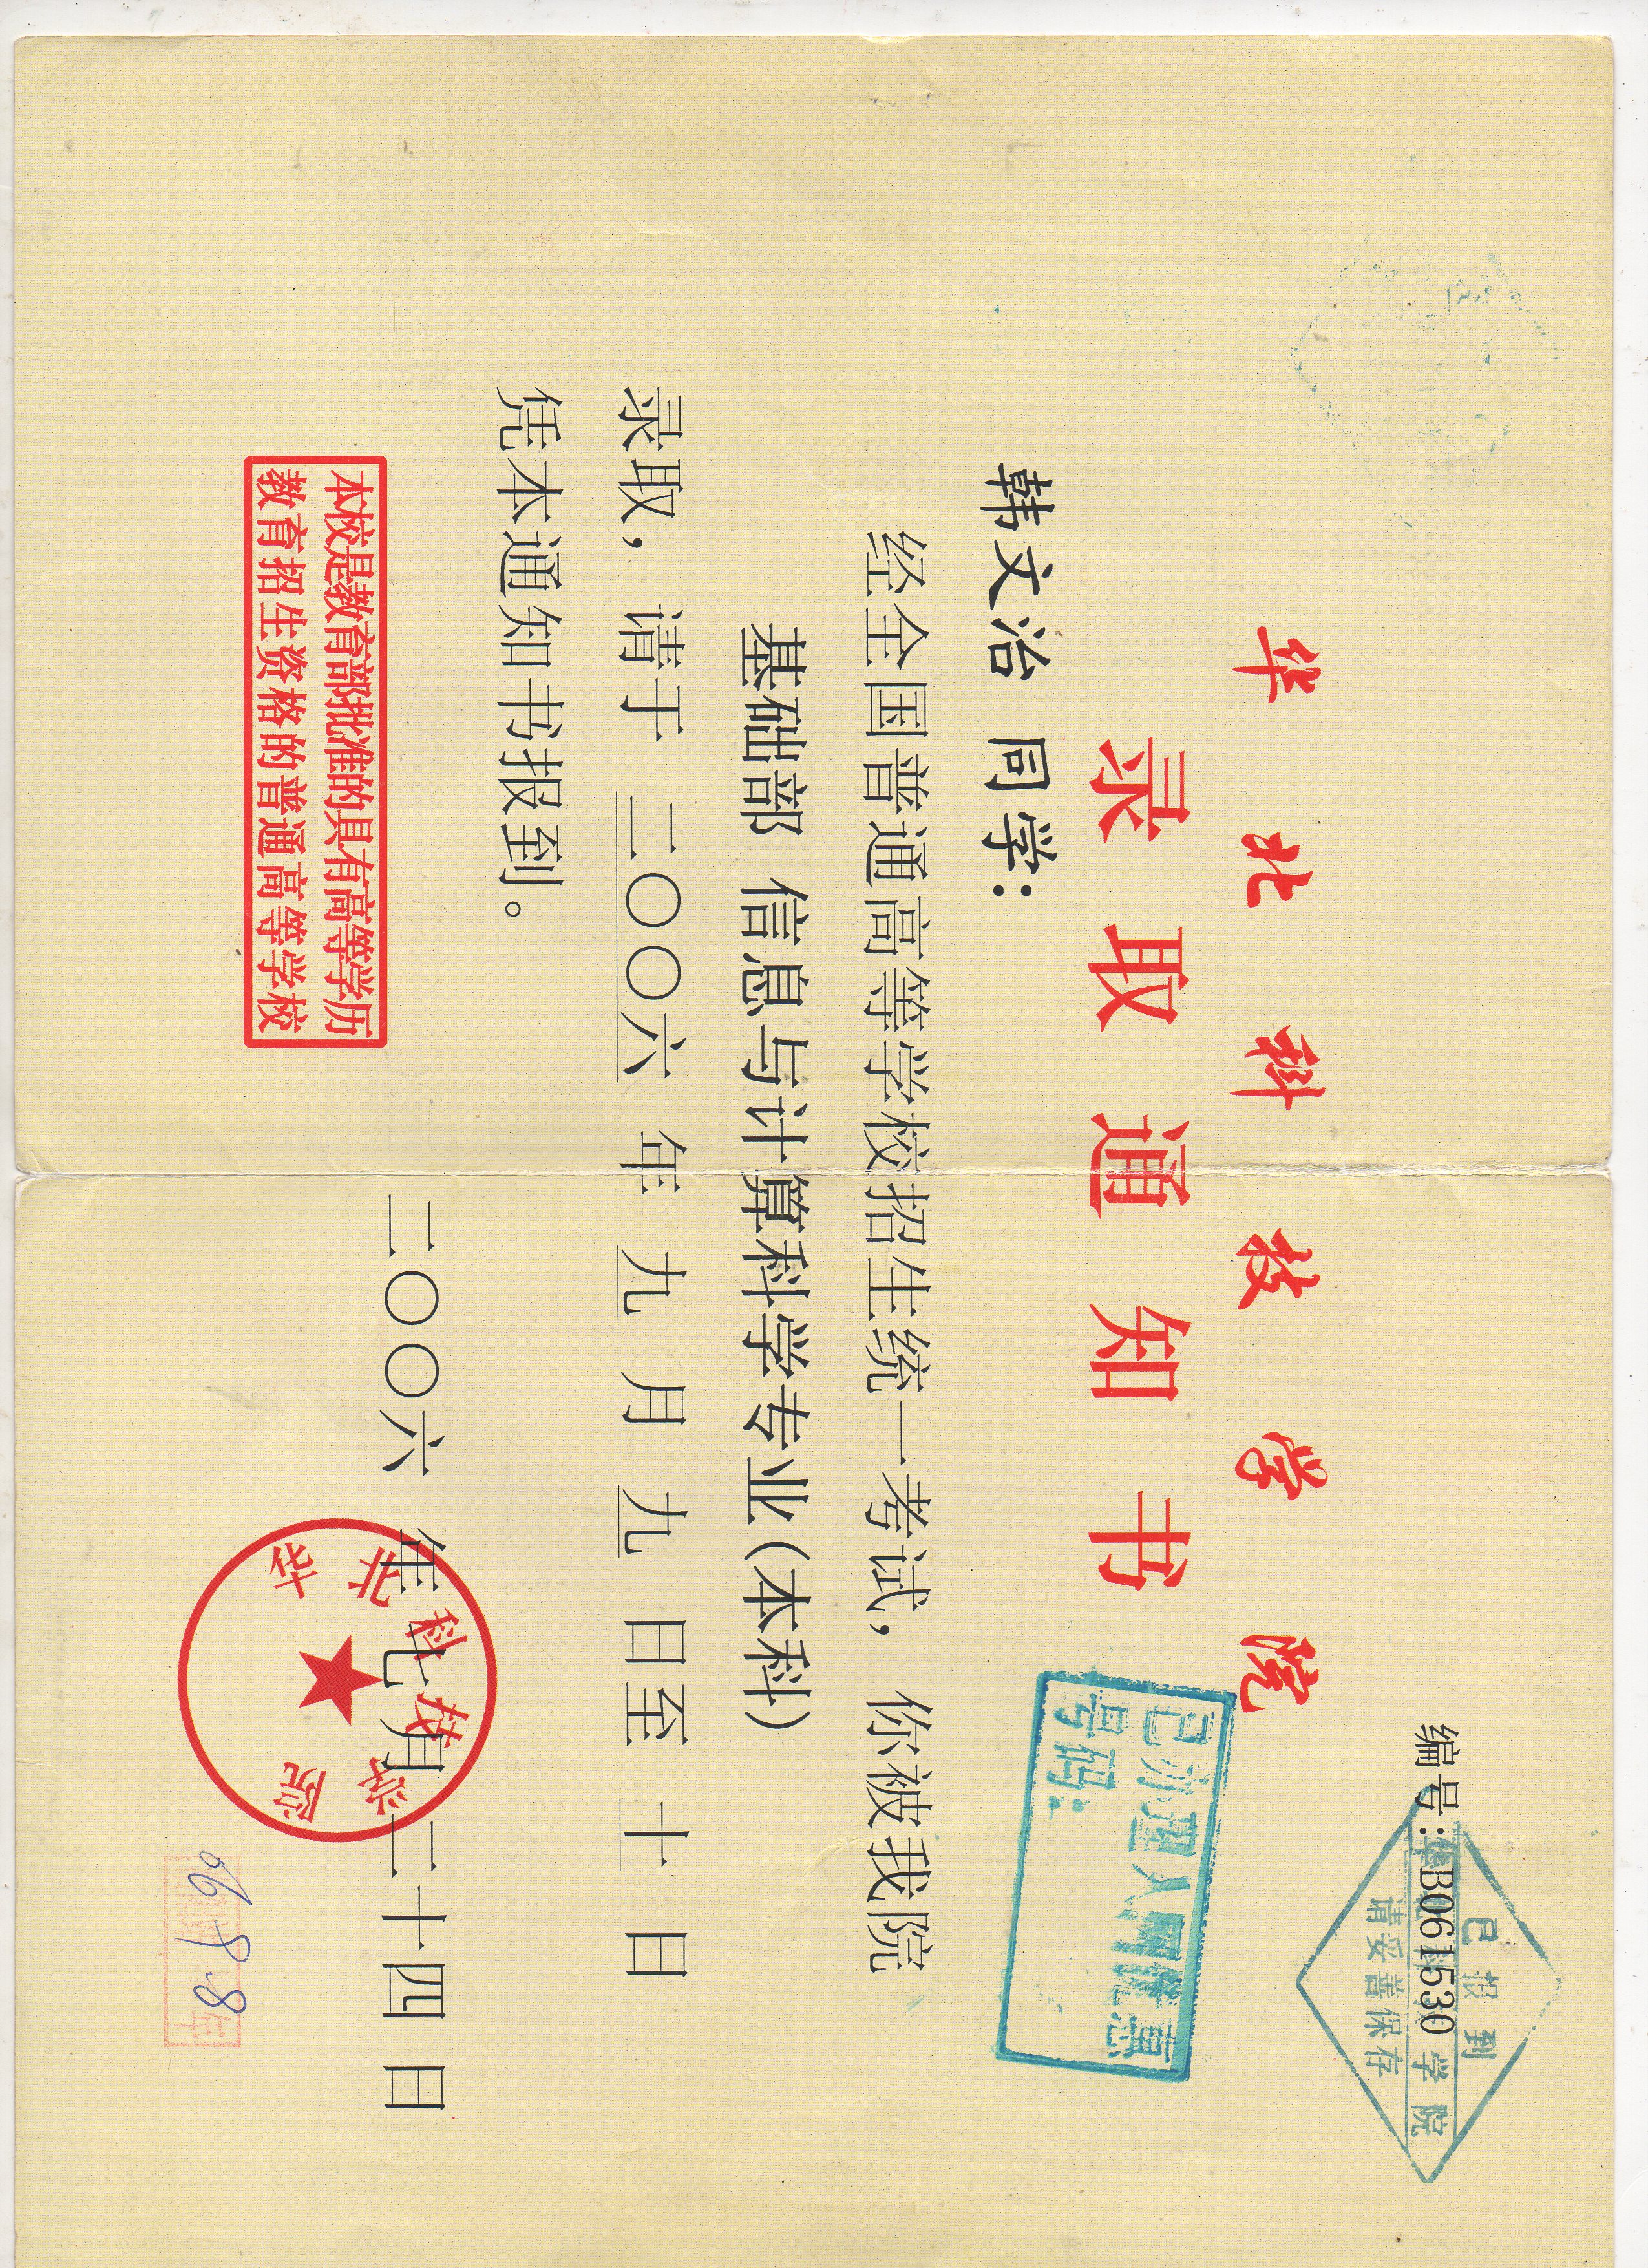 已报到
编号: B061530
华北科技学院
请妥善保存
华北科技学院
录取通知书
已办理入网优惠
号码:
韩文治 同学:
经全国普通高等学校招生统一考试，你被我院
基础部 信息与计算科学专业(本科)
录取，请于 二〇〇六 年 九 月 九 日至 十 日
凭本通知书报到。
二〇〇六 年七月二十四 日
华北科技学院
本校是教育部批准的具有高等学历
教育招生资格的普通高等学校
06 9.8